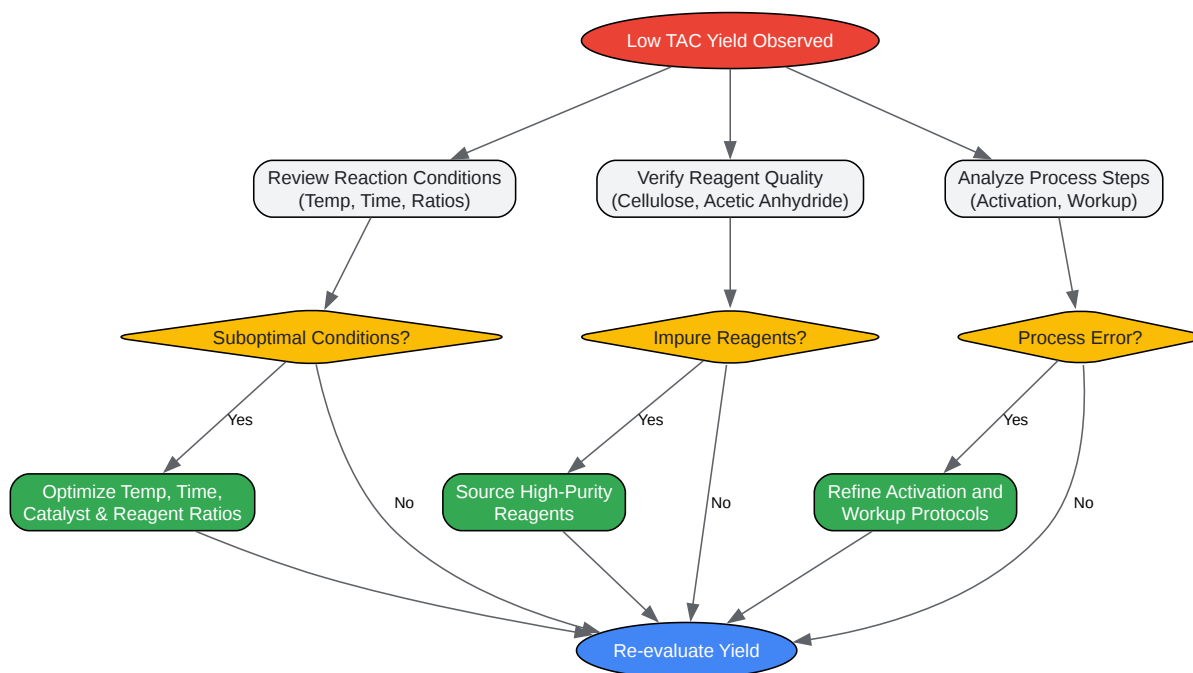 Low TAC Yield Observed
Review Reaction Conditions
(Temp, Time, Ratios)
Verify Reagent Quality
(Cellulose, Acetic Anhydride)
Analyze Process Steps
(Activation, Workup)
Suboptimal Conditions?
Impure Reagents?
Process Error?
Yes
Yes
Yes
Optimize Temp, Time,
Catalyst & Reagent Ratios
No
Source High-Purity
Reagents
No
Refine Activation and
Workup Protocols
No
Re-evaluate Yield